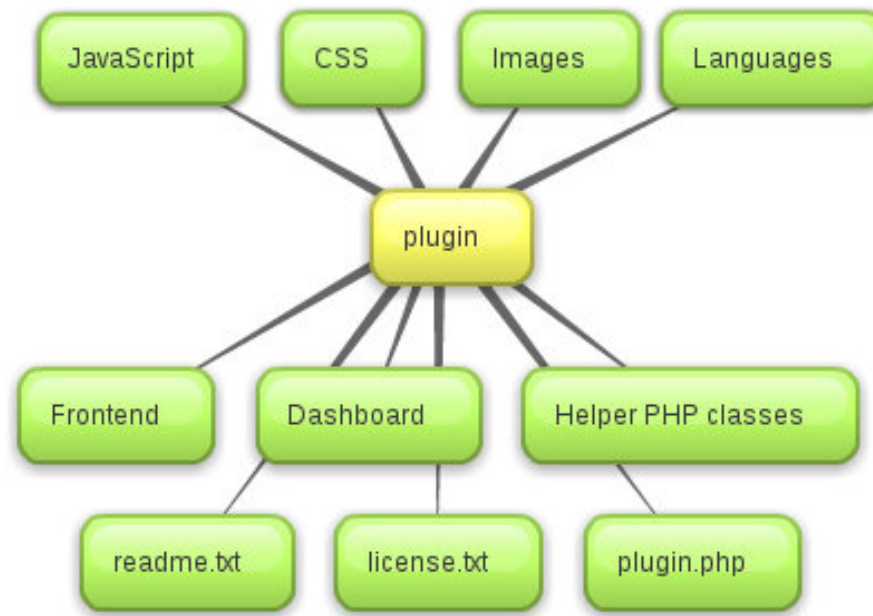 JavaScript
CSS
Images
Languages
plugin
Frontend
Dashboard
Helper PHP classes
readme.txt
license.txt
plugin.php